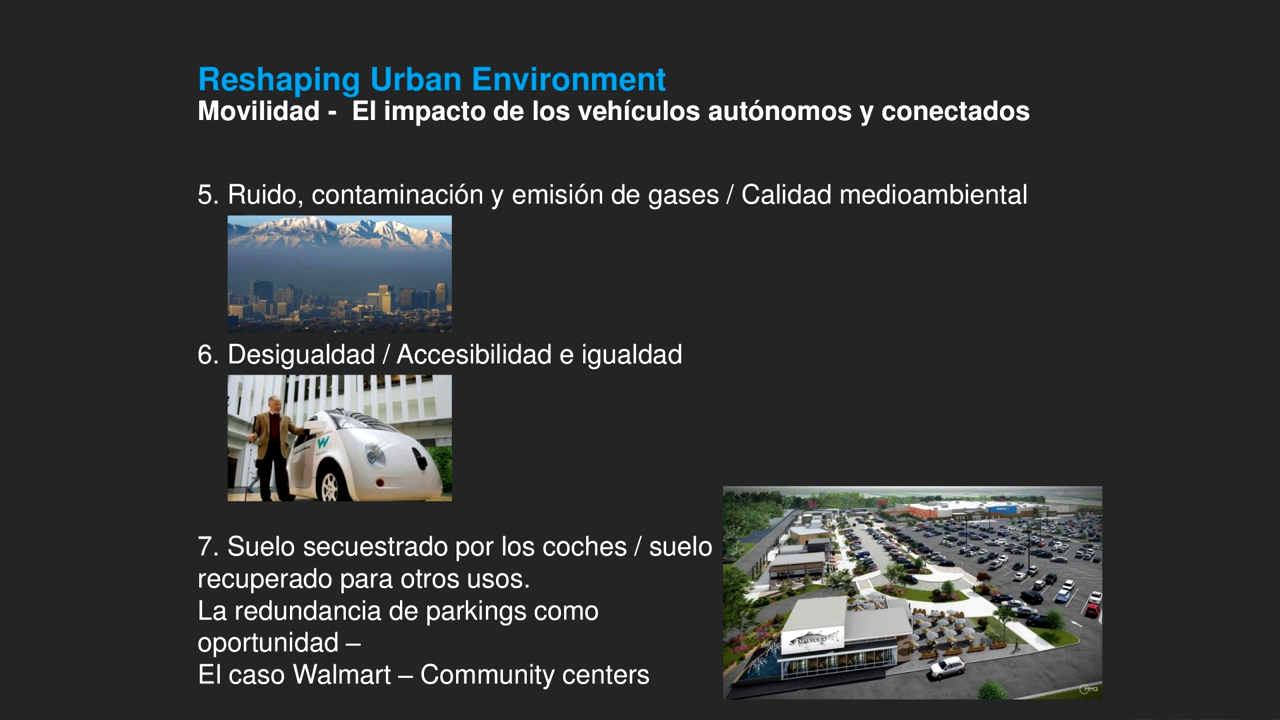 Reshaping Urban Environment
Movilidad -  El impacto de los vehículos autónomos y conectados
5. Ruido, contaminación y emisión de gases / Calidad medioambiental
6. Desigualdad / Accesibilidad e igualdad
7. Suelo secuestrado por los coches / suelo
recuperado para otros usos.
La redundancia de parkings como
oportunidad –
El caso Walmart – Community centers